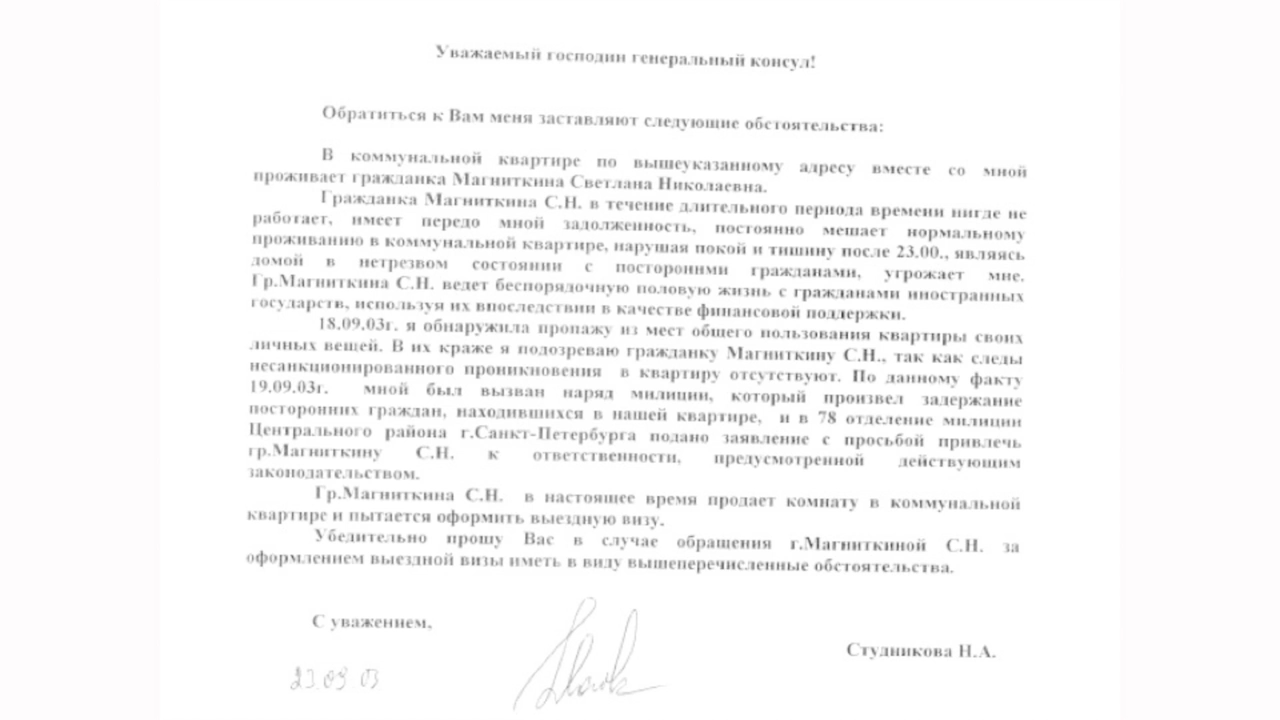 Уважаемый господин генеральный консул!
Обратиться к Вам меня заставляют следующие обстоятельства:
В коммунальной квартире по вышеуказанному адресу вместе со мной
проживает гражданка Магниткина Светлана Николаевна.
Гражданка Магниткина С.Н. в течение длительного периода времени нигде не
работает, имеет передо мной задолженность, постоянно мешает нормальному
проживанию в коммунальной квартире, нарушая покой и тишину после 23.00., являясь
домой в нетрезвом состоянии с постороними гражданами, угрожает мне.
Гр.Магниткина С.Н. ведет беспорядочную половую жизнь с гражданами иностранных
государств, используя их впоследствии в качестве финансовой поддержки.
18.09.03г. я обнаружила пропажу из мест общего пользования квартиры своих
личных вещей. В их краже я подозреваю гражданку Магниткину С.Н., так как следы
несанкционированного проникновения в квартиру отсутствуют. По данному факту
19.09.03г. мной был вызван наряд милиции, который произвел задержание
посторонних граждан, находившихся в нашей квартире, и в 78 отделение милиции
Центрального района г.Санкт-Петербурга подано заявление с просьбой привлечь
гр.Магниткину С.Н. к ответственности, предусмотренной действующим
законодательством.
Гр.Магниткина С.Н. в настоящее время продает комнату в коммунальной
квартире и пытается оформить выездную визу.
Убедительно прошу Вас в случае обращения г.Магниткиной С.Н. за
оформлением выездной визы иметь в виду вышеперечисленные обстоятельства.
С уважением,
Студникова Н.А.
23.09.03